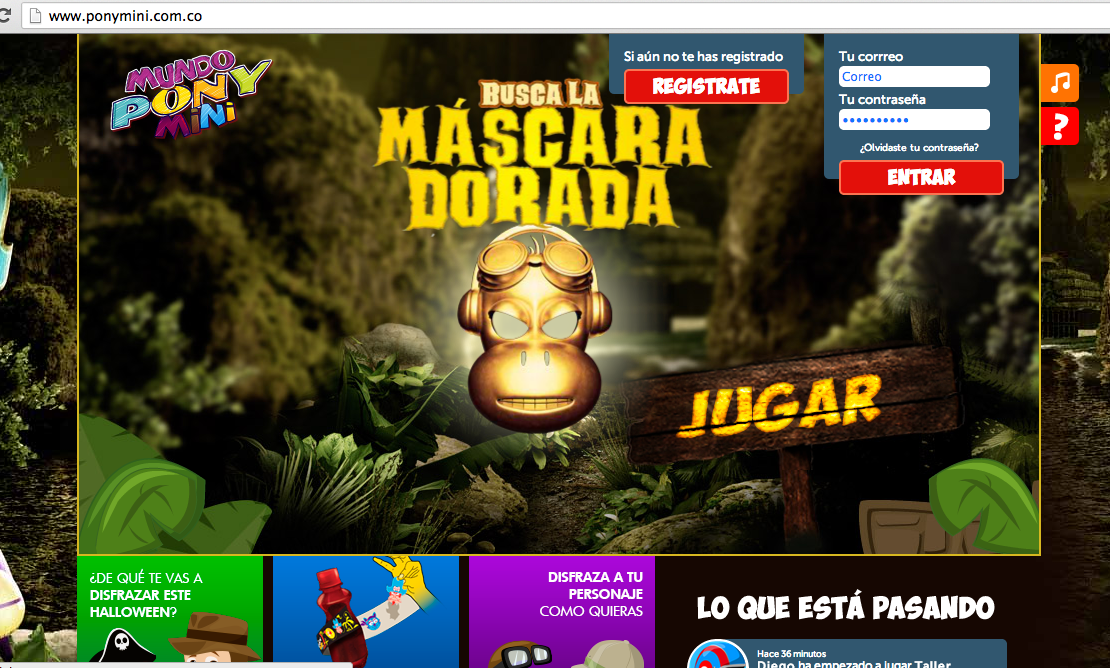 www.ponymini.com.co
MUNDO
PONY
MiNi
Si aún no te has registrado
REGISTRATE
Tu corrreo
Correo
Tu contraseña
••••••••••
¿Olvidaste tu contraseña?
ENTRAR
?
BUSCA LA
MÁSCARA
DORADA
JUGAR
¿DE QUÉ TE VAS A
DISFRAZAR ESTE
HALLOWEEN?
DISFRAZA A TU
PERSONAJE
COMO QUIERAS
LO QUE ESTÁ PASANDO
Hace 36 minutos
Diego ha empezado a jugar Taller